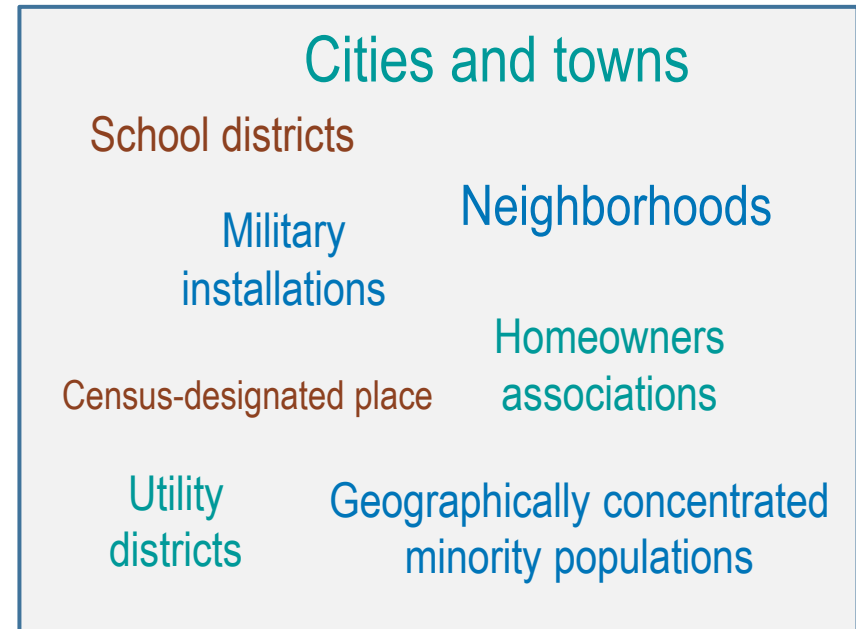 Cities and towns
School districts
Neighborhoods
Military
installations
Homeowners
associations
Census-designated place
Utility
districts
Geographically concentrated
minority populations